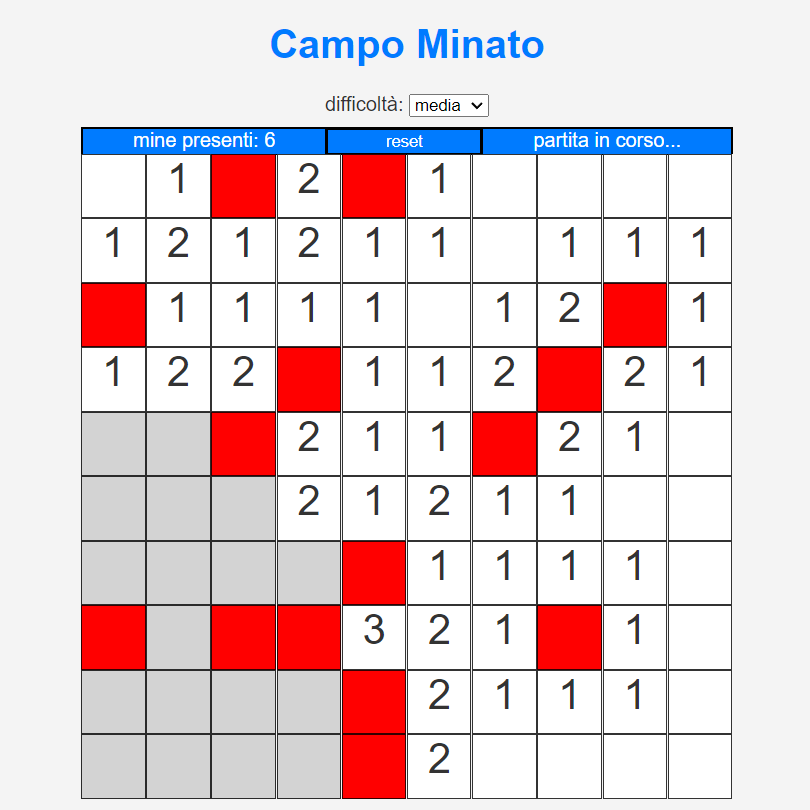 Campo Minato
difficoltà: media
mine presenti: 6 reset partita in corso...
1 2 1
1 2 1 2 1 1 1 1 1
1 1 1 1 1 2 1
1 2 2 1 1 2 2 1
2 1 1 2 1
2 1 2 1 1
1 1 1 1
3 2 1 1
2 1 1 1
2